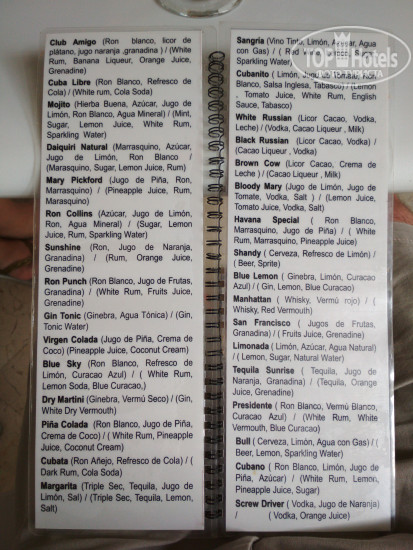 Club Amigo (Ron blanco, licor de
plátano, jugo naranja ,granadina ) / (White
Rum, Banana Liqueur, Orange Juice,
Grenadine)
Cuba Libre (Ron Blanco, Refresco de
Cola) / (White rum, Cola Soda)
Mojito (Hierba Buena, Azúcar, Jugo de
Limón, Ron Blanco, Agua Mineral) / (Mint,
Sugar, Lemon Juice, White Rum,
Sparkling Water)
Daiquiri Natural (Marrasquino, Azúcar,
Jugo de Limón, Ron Blanco /
(Marasquino, Sugar, Lemon Juice, Rum)
Mary Pickford (Jugo de Piña, Ron,
Marrasquino) / (Pineapple Juice, Rum,
Marasquino)
Ron Collins (Azúcar, Jugo de Limón,
Ron, Agua Mineral) / (Sugar, Lemon
Juice, Rum, Sparkling Water)
Sunshine (Ron, Jugo de Naranja,
Granadina) / (Rum, Orange Juice,
Grenadine)
Ron Punch (Ron Blanco, Jugo de Frutas,
Granadina) / (White Rum, Fruits Juice,
Grenadine)
Gin Tonic (Ginebra, Agua Tónica) / (Gin,
Tonic Water)
Virgen Colada (Jugo de Piña, Crema de
Coco) (Pineapple Juice, Coconut Cream)
Blue Sky (Ron Blanco, Refresco de
Limón, Curacao Azul) / ( White Rum,
Lemon Soda, Blue Curacao,)
Dry Martini (Ginebra, Vermú Seco) / (Gin,
White Dry Vermouth)
Piña Colada (Ron Blanco, Jugo de Piña,
Crema de Coco) / ( White Rum, Pineapple
Juice, Coconut Cream)
Cubata (Ron Añejo, Refresco de Cola) / (
Dark Rum, Cola Soda)
Margarita (Triple Sec, Tequila, Jugo de
Limón, Sal) / (Triple Sec, Tequila, Lemon,
Salt)
Sangría (Vino Tinto, Limón, Azúcar, Agua
con Gas) / ( Red Wine, Sugar,
Sparkling Water)
Cubanito (Limón, Jugo de Tomate, Ron
Blanco, Salsa Inglesa, Tabasco) / (Lemon
, Tomato Juice, White Rum, English
Sauce, Tabasco)
White Russian (Licor Cacao, Vodka,
Leche) / (Vodka, Cacao Liqueur , Milk)
Black Russian (Licor Cacao, Vodka) /
(Cacao Liqueur , Vodka)
Brown Cow (Licor Cacao, Crema de
Leche ) / (Cacao Liqueur , Milk)
Bloody Mary (Jugo de Limón, Jugo de
Tomate, Vodka, Salt ) / (Lemon Juice,
Tomato Juice, Vodka, Salt)
Havana Special ( Ron Blanco,
Marrasquino, Jugo de Piña ) / ( White
Rum, Marrasquino, Pineapple Juice)
Shandy ( Cerveza, Refresco de Limón) /
( Beer, Sprite)
Blue Lemon ( Ginebra, Limón, Curacao
Azul) / ( Gin, Lemon, Blue Curacao)
Manhattan ( Whisky, Vermú rojo) / (
Whisky, Red Vermouth)
San Francisco ( Jugos de Frutas,
Granadina) / ( Fruits Juice, Grenadine)
Limonada (Limón, Azúcar, Agua Natural)
/ ( Lemon, Sugar, Natural Water)
Tequila Sunrise ( Tequila, Jugo de
Naranja, Granadina) / (Tequila, Orange
Juice, Grenadine)
Presidente ( Ron Blanco, Vermú Blanco,
Curacao Azul) / (White Rum, White
Vermouth, Blue Curacao)
Bull ( Cerveza, Limón, Agua con Gas) / (
Beer, Lemon, Sparkling Water)
Cubano ( Ron Blanco, Limón, Jugo de
Piña, Azúcar) / (White Rum, Lemon,
Pineapple Juice, Sugar)
Screw Driver ( Vodka, Jugo de Naranja)
/ ( Vodka, Orange Juice)
TOP Hotels